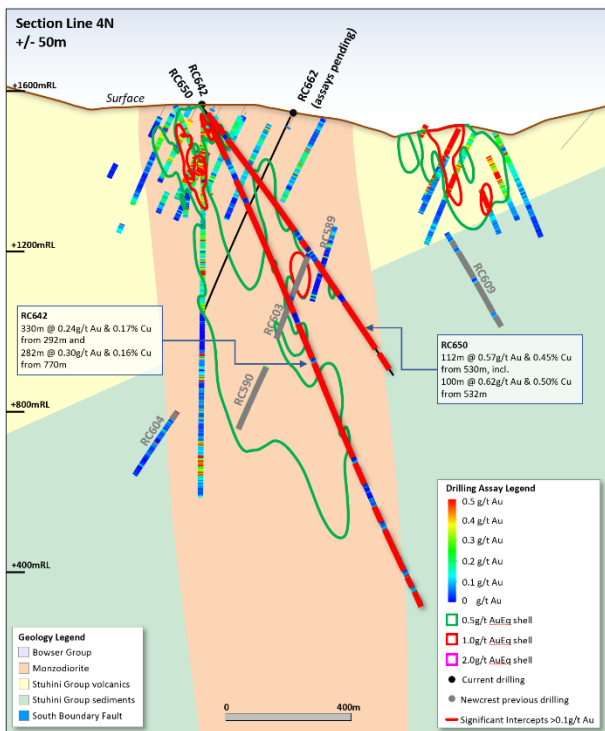 Section Line 4N
+/- 50m
RC650
RC642
RC662
(assays pending)
Surface
+1600mRL
+1200mRL
+800mRL
+400mRL
RC589
RC603
RC590
RC604
RC609
RC642
330m @ 0.24g/t Au & 0.17% Cu
from 292m and
282m @ 0.30g/t Au & 0.16% Cu
from 770m
RC650
112m @ 0.57g/t Au & 0.45% Cu
from 530m, incl.
100m @ 0.62g/t Au & 0.50% Cu
from 532m
Drilling Assay Legend
0.5 g/t Au
0.4 g/t Au
0.3 g/t Au
0.2 g/t Au
0.1 g/t Au
0 g/t Au
0.5g/t AuEq shell
1.0g/t AuEq shell
2.0g/t AuEq shell
Current drilling
Newcrest previous drilling
Significant Intercepts >0.1g/t Au
Geology Legend
Bowser Group
Monzodiorite
Stuhini Group volcanics
Stuhini Group sediments
South Boundary Fault
0 400m